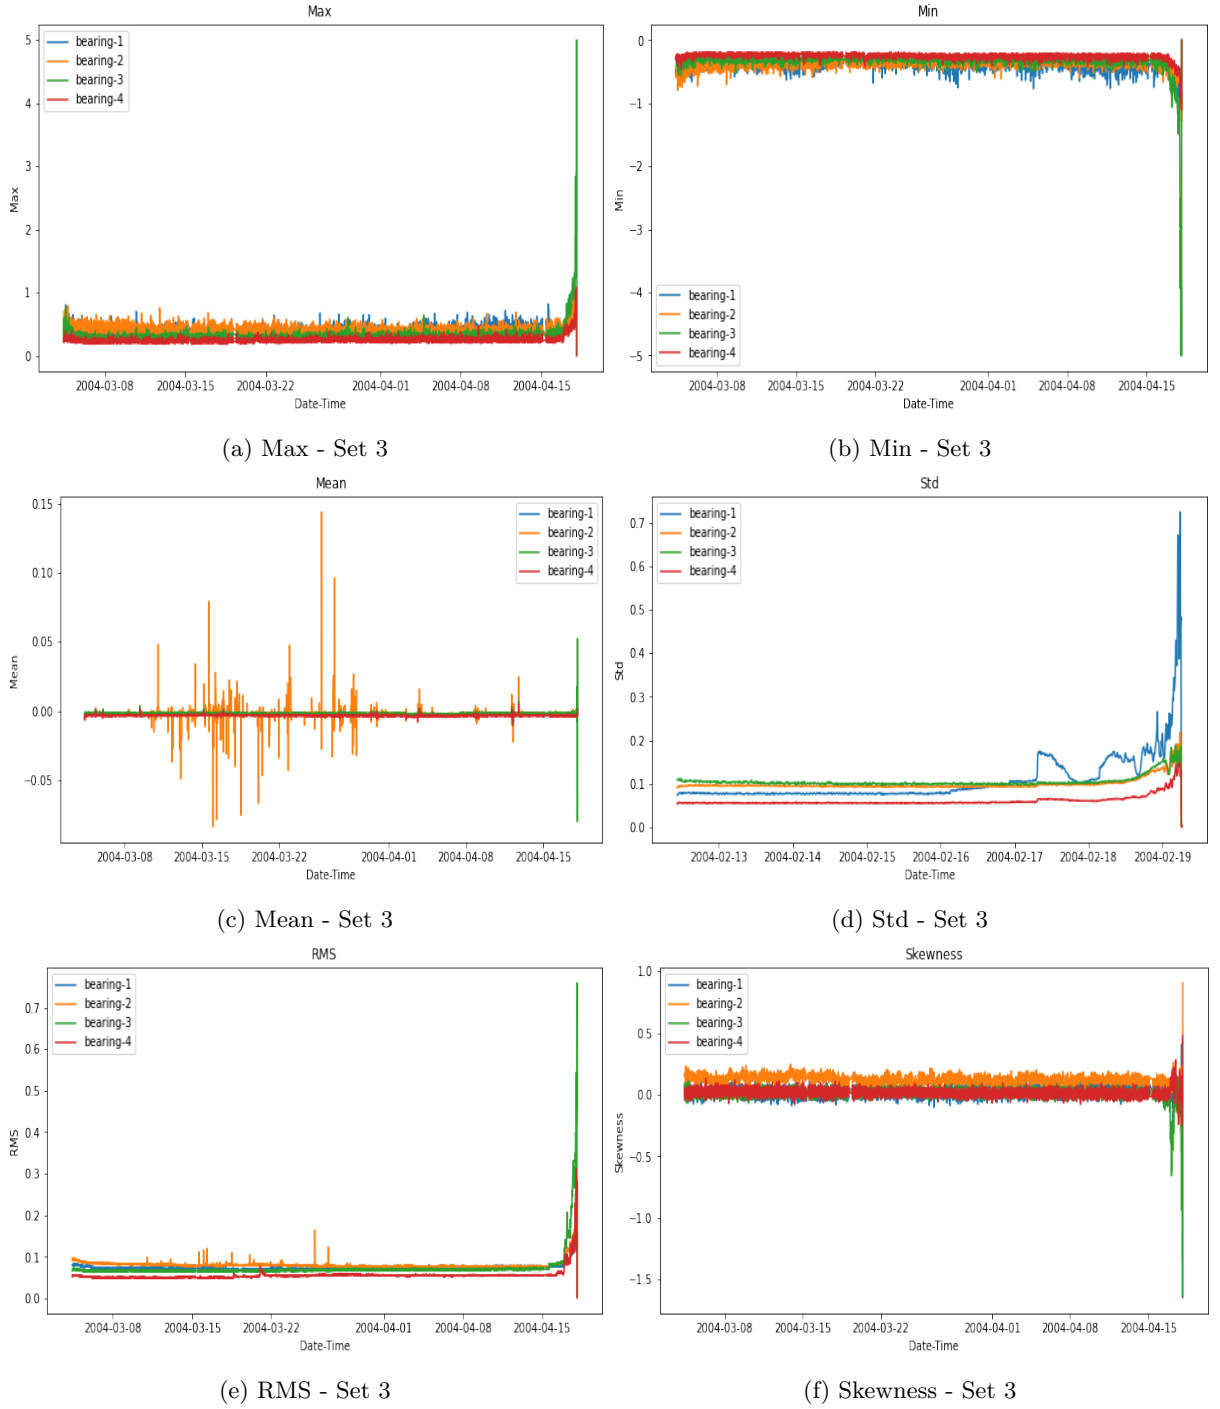 Max
Max
5
4
3
2
1
0
bearing-1
bearing-2
bearing-3
bearing-4
2004-03-08 2004-03-15 2004-03-22 2004-04-01 2004-04-08 2004-04-15
Date-Time
(a) Max - Set 3
Min
Min
0
−1
−2
−3
−4
−5
bearing-1
bearing-2
bearing-3
bearing-4
2004-03-08 2004-03-15 2004-03-22 2004-04-01 2004-04-08 2004-04-15
Date-Time
(b) Min - Set 3
Mean
Mean
0.15
0.10
0.05
0.00
−0.05
bearing-1
bearing-2
bearing-3
bearing-4
2004-03-08 2004-03-15 2004-03-22 2004-04-01 2004-04-08 2004-04-15
Date-Time
(c) Mean - Set 3
Std
Std
0.7
0.6
0.5
0.4
0.3
0.2
0.1
0.0
bearing-1
bearing-2
bearing-3
bearing-4
2004-02-13 2004-02-14 2004-02-15 2004-02-16 2004-02-17 2004-02-18 2004-02-19
Date-Time
(d) Std - Set 3
RMS
RMS
0.7
0.6
0.5
0.4
0.3
0.2
0.1
0.0
bearing-1
bearing-2
bearing-3
bearing-4
2004-03-08 2004-03-15 2004-03-22 2004-04-01 2004-04-08 2004-04-15
Date-Time
(e) RMS - Set 3
Skewness
Skewness
1.0
0.5
0.0
−0.5
−1.0
−1.5
bearing-1
bearing-2
bearing-3
bearing-4
2004-03-08 2004-03-15 2004-03-22 2004-04-01 2004-04-08 2004-04-15
Date-Time
(f) Skewness - Set 3